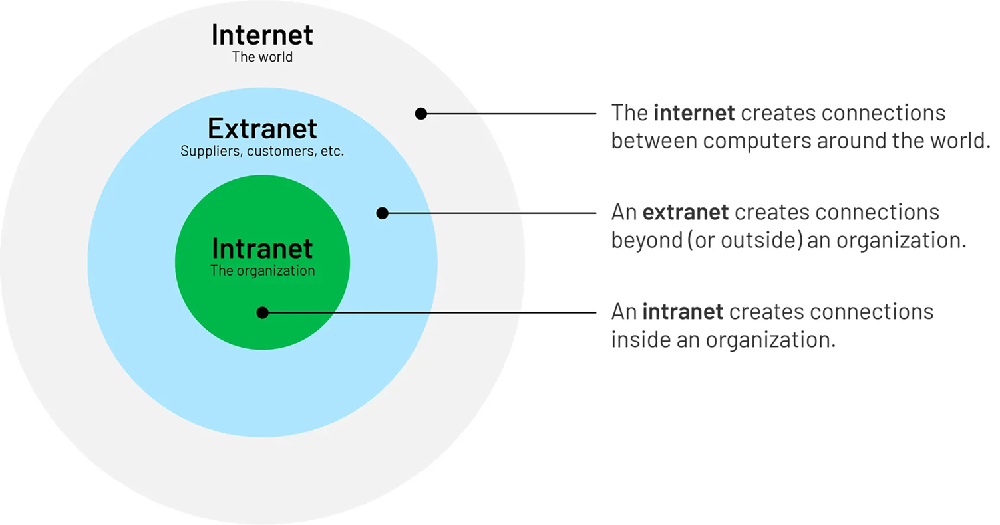 Internet
The world
Extranet
Suppliers, customers, etc.
Intranet
The organization
The internet creates connections
between computers around the world.
An extranet creates connections
beyond (or outside) an organization.
An intranet creates connections
inside an organization.